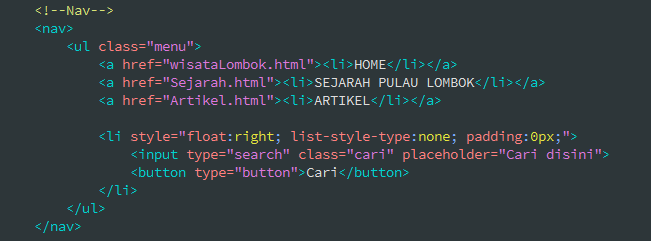 <!--Nav-->
<nav>
<ul class="menu">
<a href="wisataLombok.html"><li>HOME</li></a>
<a href="Sejarah.html"><li>SEJARAH PULAU LOMBOK</li></a>
<a href="Artikel.html"><li>ARTIKEL</li></a>
<li style="float:right; list-style-type:none; padding:0px;">
<input type="search" class="cari" placeholder="Cari disini">
<button type="button">Cari</button>
</li>
</ul>
</nav>